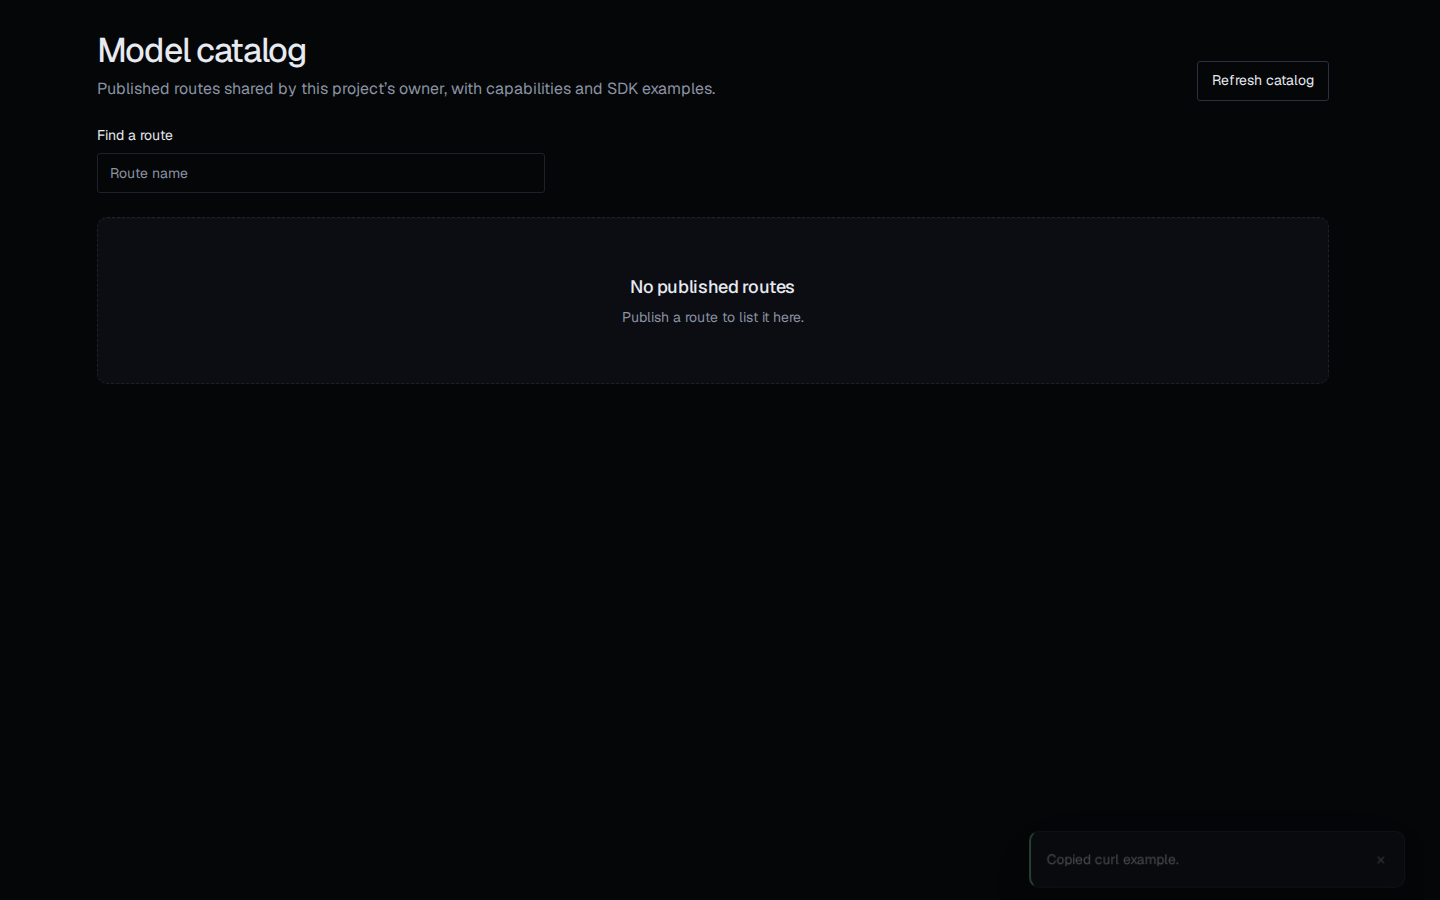 Model catalog
Published routes shared by this project's owner, with capabilities and SDK examples.
Refresh catalog
Find a route
Route name
No published routes
Publish a route to list it here.
Copied curl example.
×